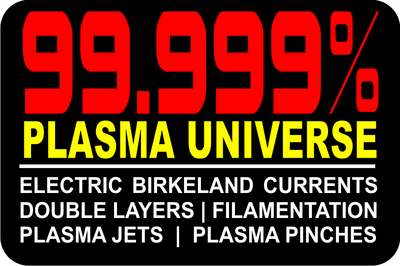 99.999%
PLASMA UNIVERSE
ELECTRIC BIRKELAND CURRENTS
DOUBLE LAYERS | FILAMENTATION
PLASMA JETS | PLASMA PINCHES